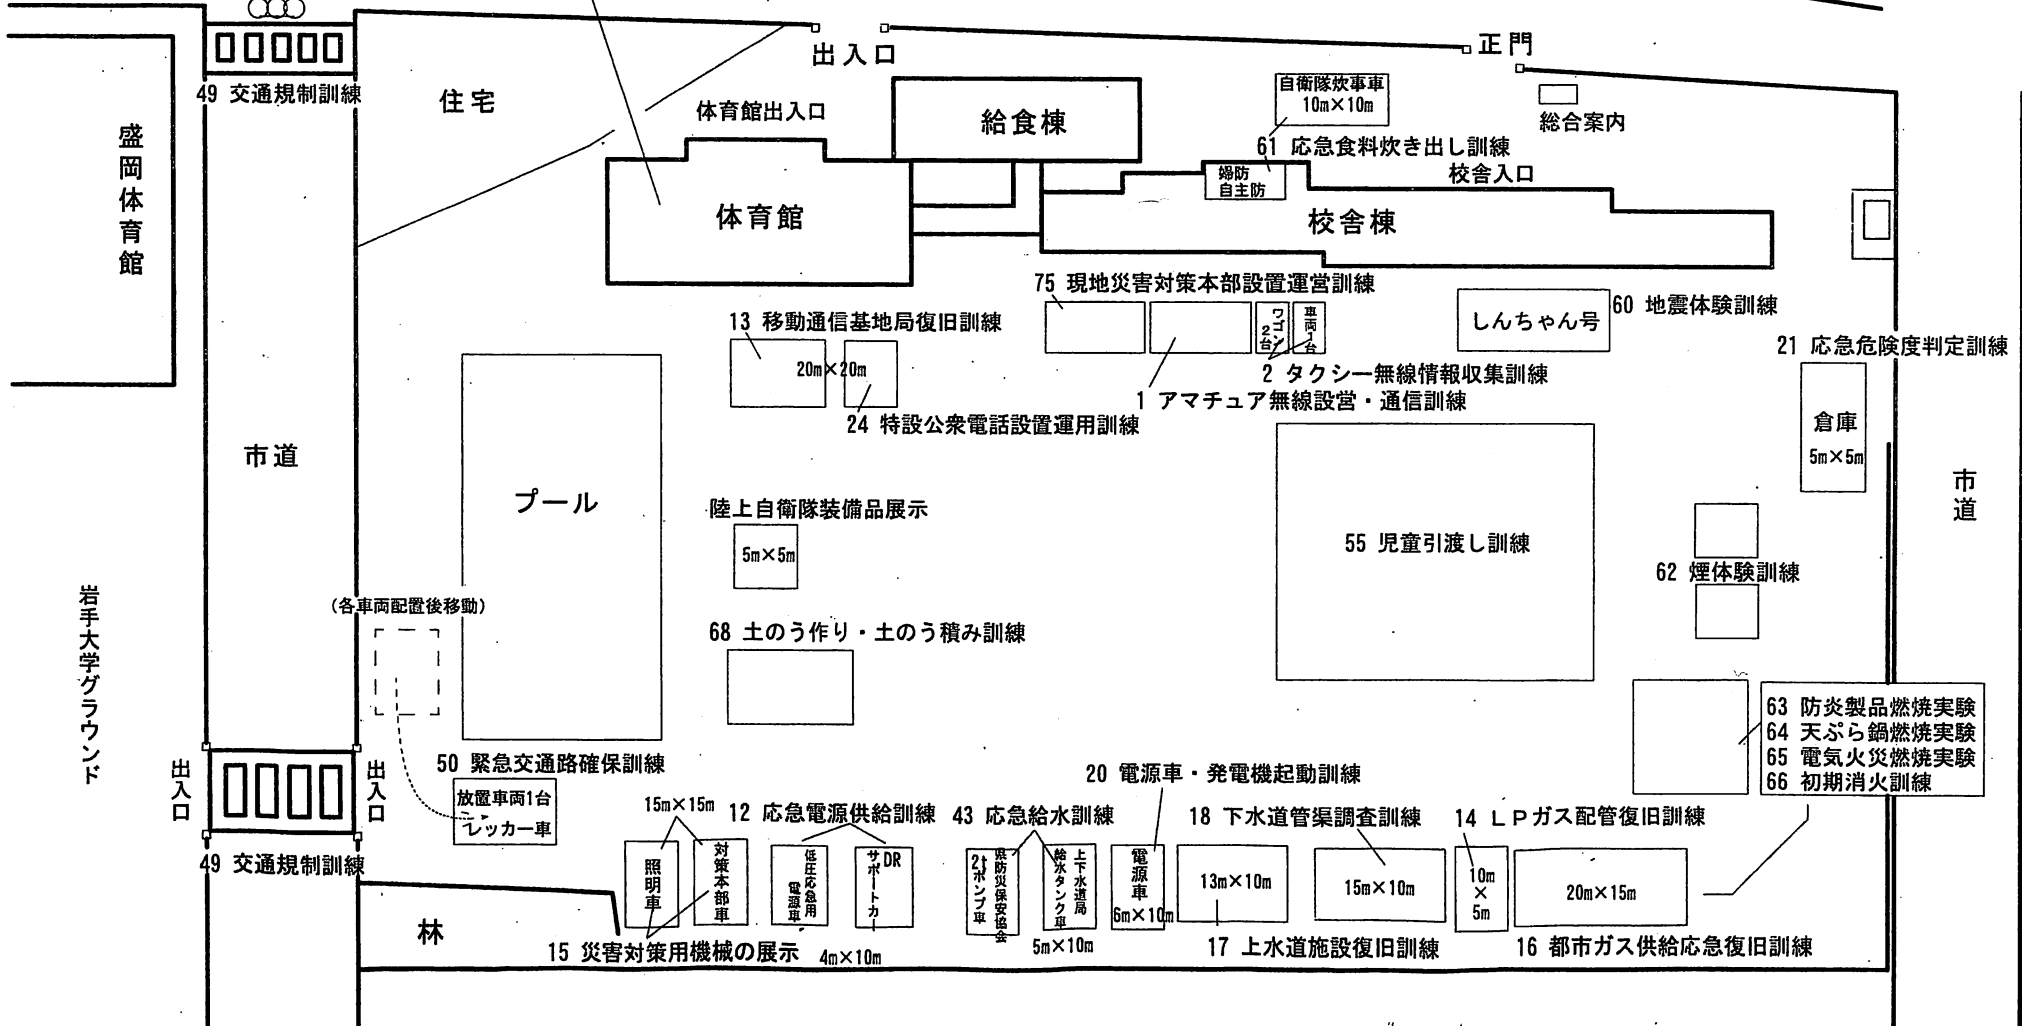 正門
出入口
49 交通規制訓練
住宅
体育館出入口
給食棟
自衛隊炊事車
10m×10m
総合案内
61 応急食料炊き出し訓練
盛岡体育館
婦防
自主防
校舎入口
体育館
校舎棟
75 現地災害対策本部設置運営訓練
13 移動通信基地局復旧訓練
ワゴン
2台
車両1台
しんちゃん号
60 地震体験訓練
21 応急危険度判定訓練
20m×20m
2 タクシー無線情報収集訓練
1 アマチュア無線設営・通信訓練
24 特設公衆電話設置運用訓練
倉庫
5m×5m
市道
プール
市道
陸上自衛隊装備品展示
5m×5m
55 児童引渡し訓練
62 煙体験訓練
岩手大学グラウンド
(各車両配置後移動)
68 土のう作り・土のう積み訓練
63 防炎製品燃焼実験
64 天ぷら鍋燃焼実験
65 電気火災燃焼実験
66 初期消火訓練
出入口
出入口
50 緊急交通路確保訓練
放置車両1台
レッカー車
20 電源車・発電機起動訓練
15m×15m
12 応急電源供給訓練
43 応急給水訓練
18 下水道管渠調査訓練
14 LPガス配管復旧訓練
49 交通規制訓練
照明車
対策本部車
低圧応急用
電源車
DR
サポートカー
県防災保安協会
2tポンプ車
上下水道局
給水タンク車
電源車
6m×10m
13m×10m
15m×10m
10m
×
5m
20m×15m
林
15 災害対策用機械の展示
4m×10m
5m×10m
17 上水道施設復旧訓練
16 都市ガス供給応急復旧訓練